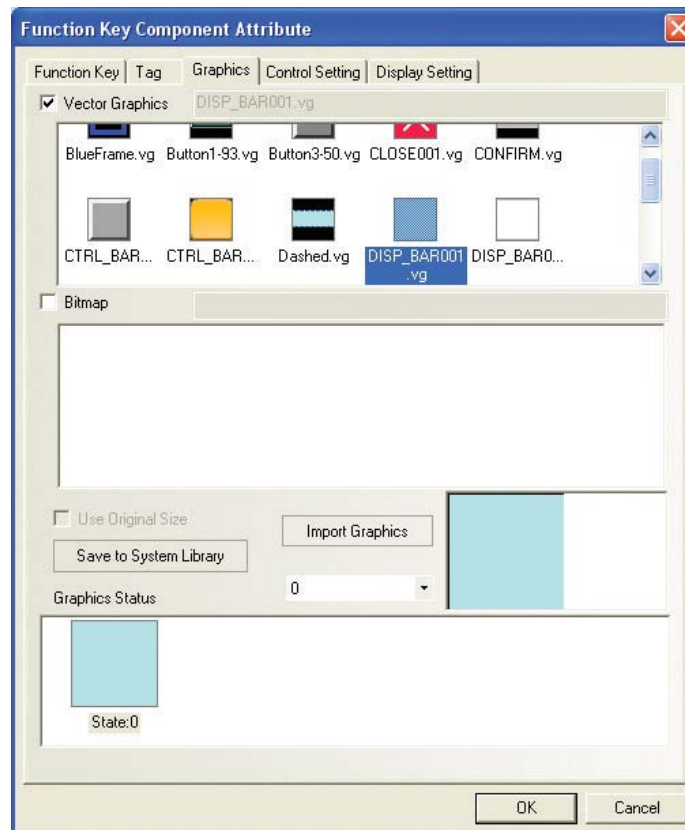 Function Key Component Attribute
Function Key Tag Graphics Control Setting Display Setting
Vector Graphics DISP_BAR001.vg
BlueFrame.vg Button1-93.vg Button3-50.vg CLOSE001.vg CONFIRM.vg
CTRL_BAR... CTRL_BAR... Dashed.vg DISP_BAR001 DISP_BAR0...
.vg
Bitmap
Use Original Size
Import Graphics
Save to System Library
0
Graphics Status
State:0
OK Cancel